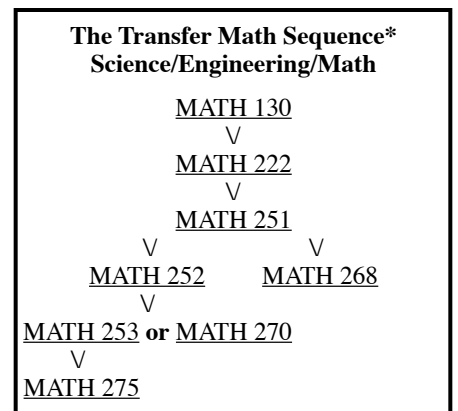 The Transfer Math Sequence*
Science/Engineering/Math
MATH 130
\/
MATH 222
\/
MATH 251
\/ \/
MATH 252 MATH 268
\/
MATH 253 or MATH 270
\/
MATH 275